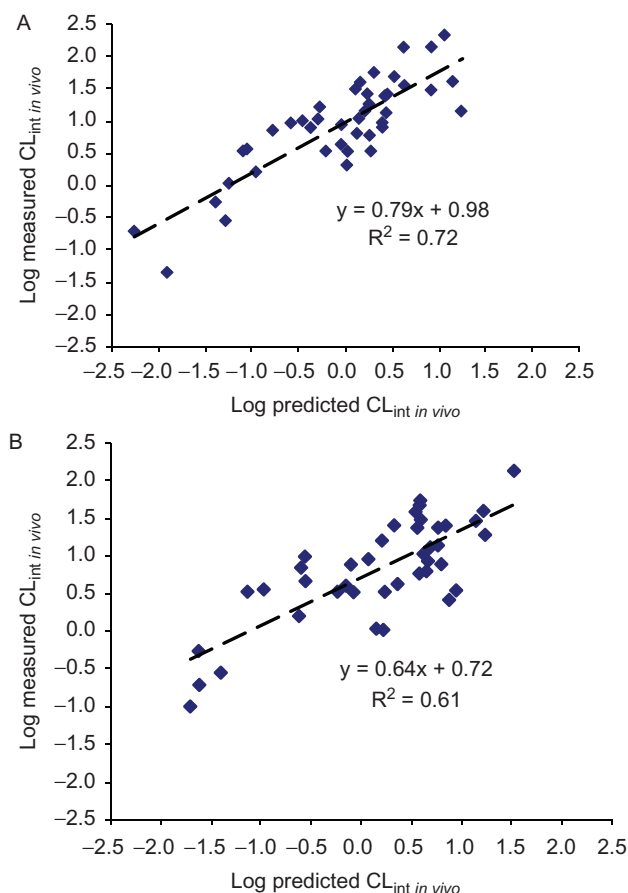 A
Log measured CLint in vivo
2.5
2.0
1.5
1.0
0.5
0.0
–0.5
–1.0
–1.5
–2.0
–2.5
y = 0.79x + 0.98
R² = 0.72
–2.5 –2.0 –1.5 –1.0 –0.5 0.0 0.5 1.0 1.5 2.0 2.5
Log predicted CLint in vivo
B
Log measured CLint in vivo
2.5
2.0
1.5
1.0
0.5
0.0
–0.5
–1.0
–1.5
–2.0
–2.5
y = 0.64x + 0.72
R² = 0.61
–2.5 –2.0 –1.5 –1.0 –0.5 0.0 0.5 1.0 1.5 2.0 2.5
Log predicted CLint in vivo